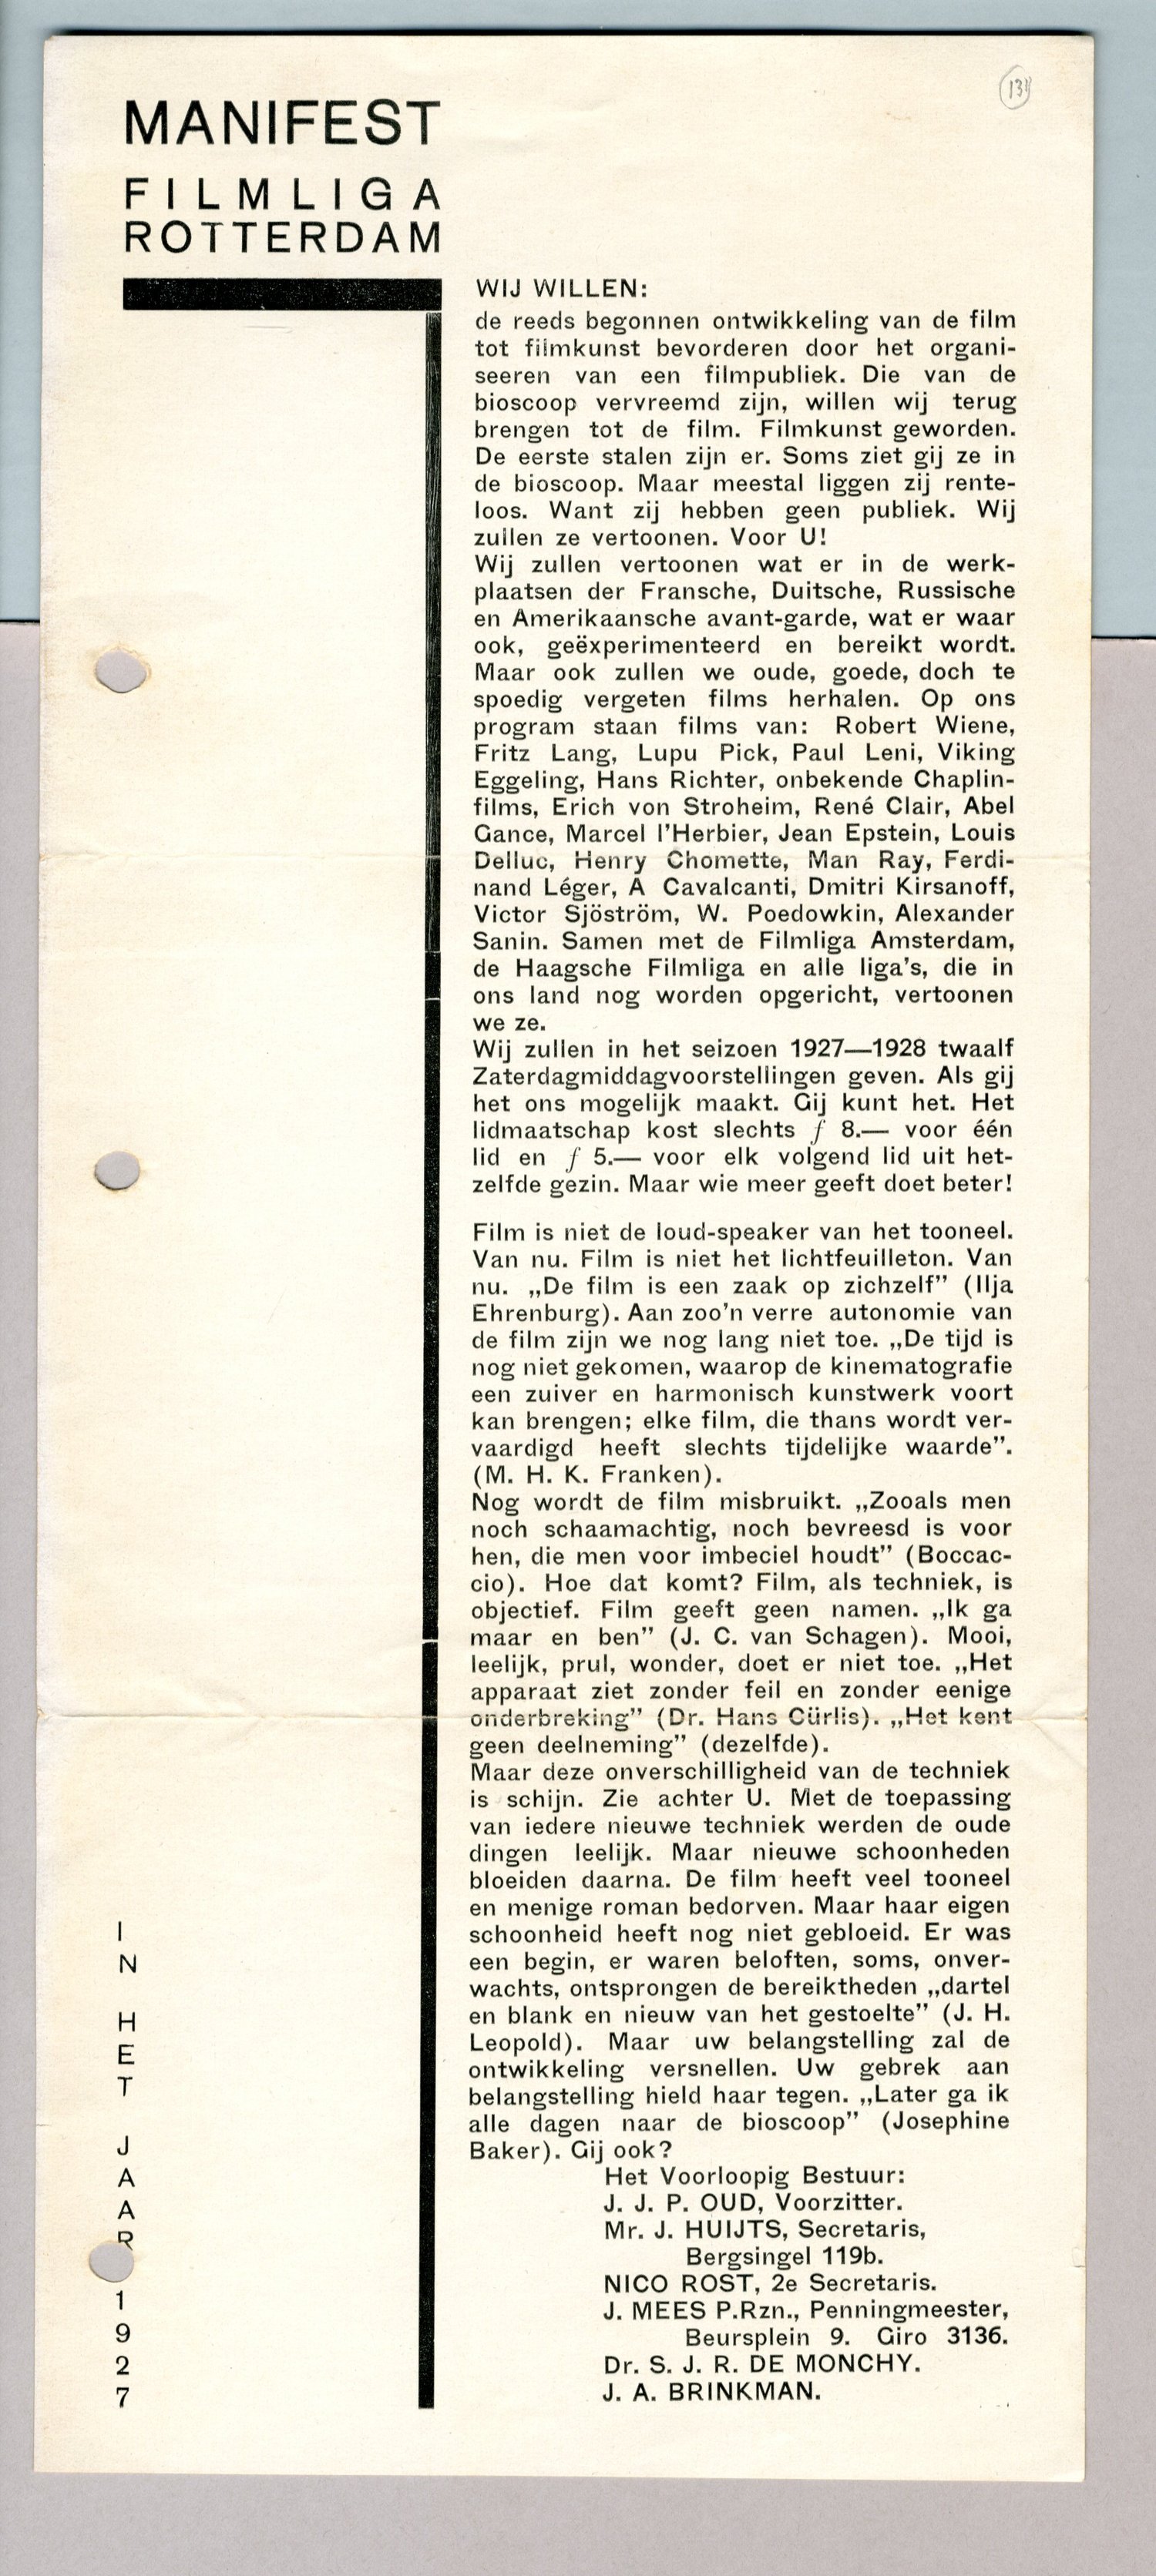 131
MANIFEST
FILMLIGA
ROTTERDAM
WIJ WILLEN:
de reeds begonnen ontwikkeling van de film
tot filmkunst bevorderen door het organi-
seeren van een filmpubliek. Die van de
bioscoop vervreemd zijn, willen wij terug
brengen tot de film. Filmkunst geworden.
De eerste stalen zijn er. Soms ziet gij ze in
de bioscoop. Maar meestal liggen zij rente-
loos. Want zij hebben geen publiek. Wij
zullen ze vertoonen. Voor U!
Wij zullen vertoonen wat er in de werk-
plaatsen der Fransche, Duitsche, Russische
en Amerikaansche avant-garde, wat er waar
ook, geëxperimenteerd en bereikt wordt.
Maar ook zullen we oude, goede, doch te
spoedig vergeten films herhalen. Op ons
program staan films van: Robert Wiene,
Fritz Lang, Lupu Pick, Paul Leni, Viking
Eggeling, Hans Richter, onbekende Chaplin-
films, Erich von Stroheim, René Clair, Abel
Gance, Marcel l'Herbier, Jean Epstein, Louis
Delluc, Henry Chomette, Man Ray, Ferdi-
nand Léger, A Cavalcanti, Dmitri Kirsanoff,
Victor Sjöström, W. Poedowkin, Alexander
Sanin. Samen met de Filmliga Amsterdam,
de Haagsche Filmliga en alle liga's, die in
ons land nog worden opgericht, vertoonen
we ze.
Wij zullen in het seizoen 1927—1928 twaalf
Zaterdagmiddagvoorstellingen geven. Als gij
het ons mogelijk maakt. Gij kunt het. Het
lidmaatschap kost slechts ƒ 8.— voor één
lid en ƒ 5.— voor elk volgend lid uit het-
zelfde gezin. Maar wie meer geeft doet beter!
Film is niet de loud-speaker van het tooneel.
Van nu. Film is niet het lichtfeuilleton. Van
nu. „De film is een zaak op zichzelf” (Ilja
Ehrenburg). Aan zoo'n verre autonomie van
de film zijn we nog lang niet toe. „De tijd is
nog niet gekomen, waarop de kinematografie
een zuiver en harmonisch kunstwerk voort
kan brengen; elke film, die thans wordt ver-
vaardigd heeft slechts tijdelijke waarde”.
(M. H. K. Franken).
Nog wordt de film misbruikt. „Zooals men
noch schaamachtig, noch bevreesd is voor
hen, die men voor imbeciel houdt” (Boccac-
cio). Hoe dat komt? Film, als techniek, is
objectief. Film geeft geen namen. „Ik ga
maar en ben” (J. C. van Schagen). Mooi,
leelijk, prul, wonder, doet er niet toe. „Het
apparaat ziet zonder feil en zonder eenige
onderbreking” (Dr. Hans Cürlis). „Het kent
geen deelneming” (dezelfde).
Maar deze onverschilligheid van de techniek
is schijn. Zie achter U. Met de toepassing
van iedere nieuwe techniek werden de oude
dingen leelijk. Maar nieuwe schoonheden
bloeiden daarna. De film heeft veel tooneel
en menige roman bedorven. Maar haar eigen
schoonheid heeft nog niet gebloeid. Er was
een begin, er waren beloften, soms, onver-
wachts, ontsprongen de bereiktheden „dartel
en blank en nieuw van het gestoelte” (J. H.
Leopold). Maar uw belangstelling zal de
ontwikkeling versnellen. Uw gebrek aan
belangstelling hield haar tegen. „Later ga ik
alle dagen naar de bioscoop” (Josephine
Baker). Gij ook?
Het Voorloopig Bestuur:
J. J. P. OUD, Voorzitter.
Mr. J. HUIJTS, Secretaris,
Bergsingel 119b.
NICO ROST, 2e Secretaris.
J. MEES P.Rzn., Penningmeester,
Beursplein 9. Giro 3136.
Dr. S. J. R. DE MONCHY.
J. A. BRINKMAN.
IN HET JAAR 1927